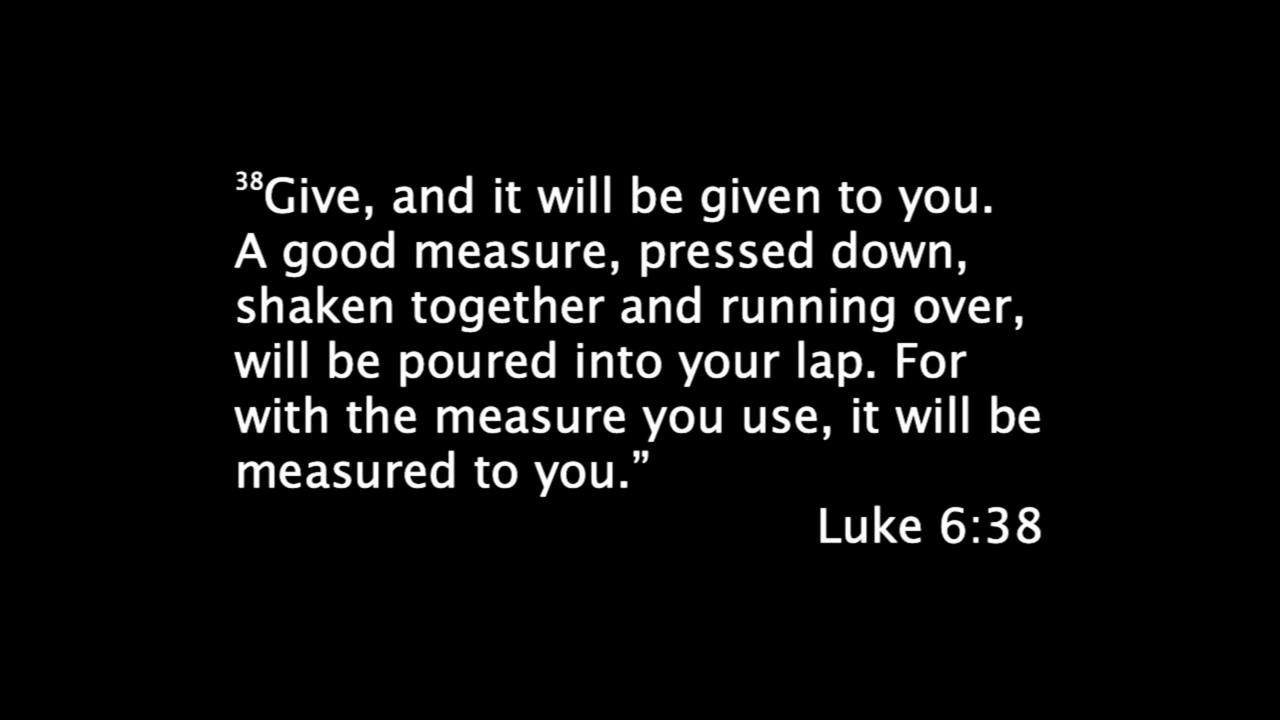 ³⁸Give, and it will be given to you.
A good measure, pressed down,
shaken together and running over,
will be poured into your lap. For
with the measure you use, it will be
measured to you.”
Luke 6:38